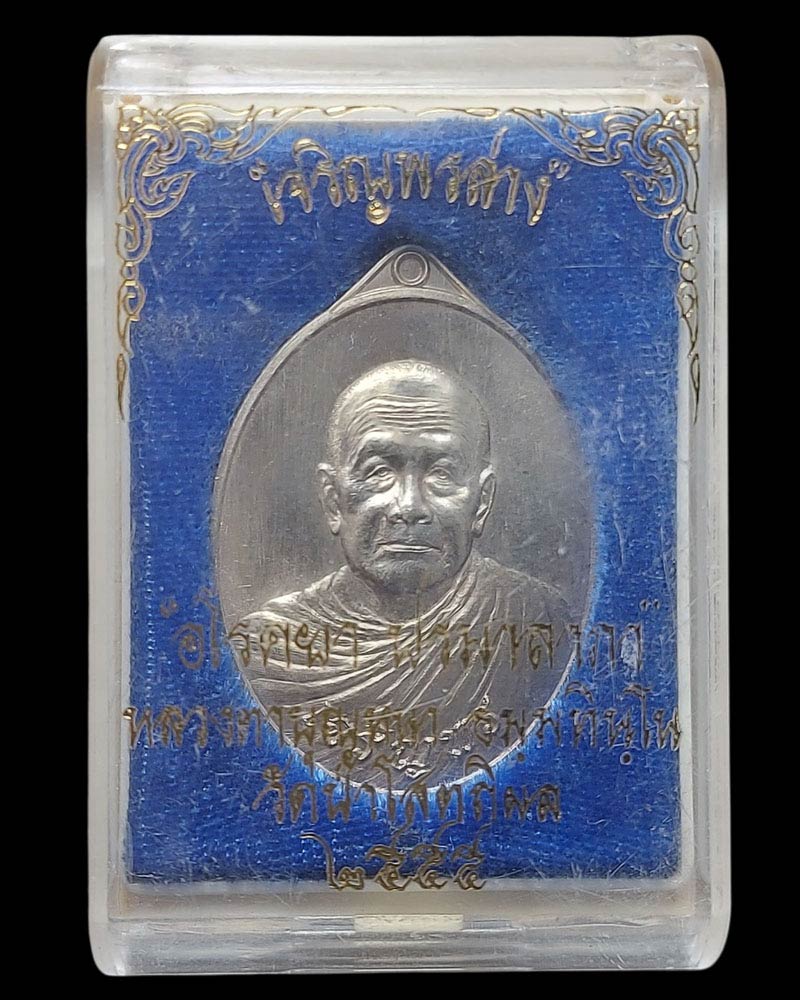 "เจริญพรล่าง"
"อโรคยา ปรมาลาภา"
หลวงตาบุญหนา ธมฺมทินฺโน
วัดป่าโสตถิผล
๒๕๕๕